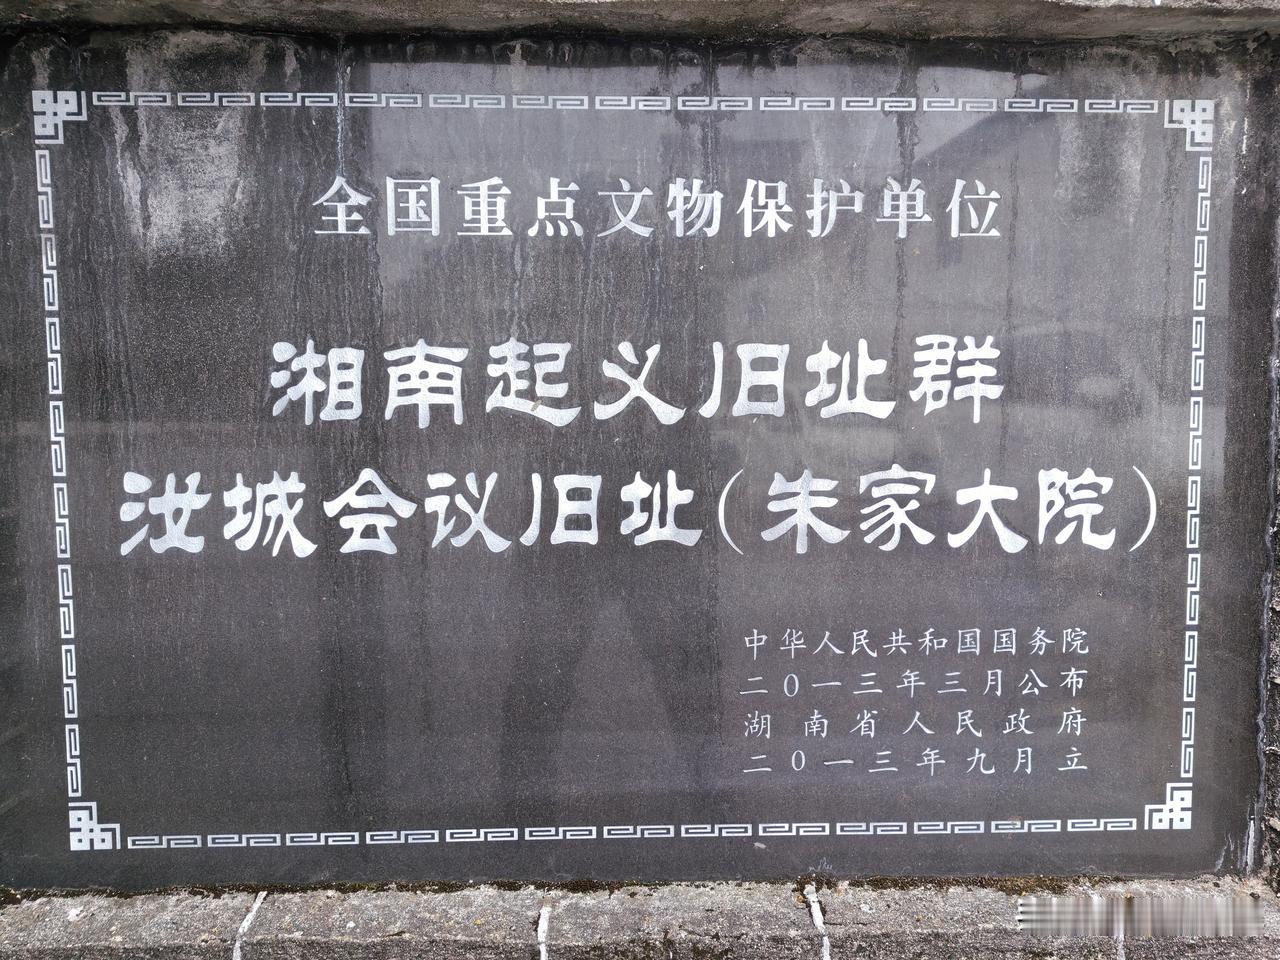 全国重点文物保护单位
湘南起义旧址群
汝城会议旧址(朱家大院)
中华人民共和国国务院
二0一三年三月公布
湖南省人民政府
二0一三年九月立